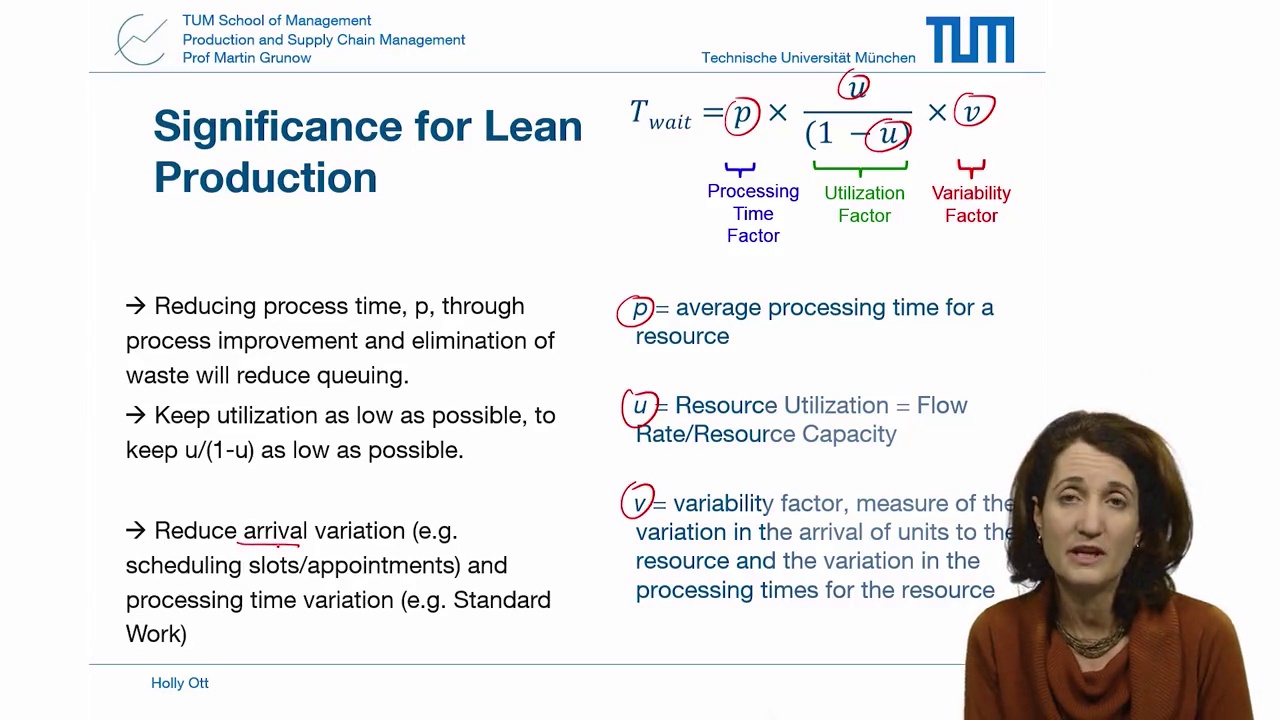 TUM School of Management
Production and Supply Chain Management
Prof Martin Grunow
Technische Universität München
TUM
Significance for Lean
Production
T_wait = p × u/(1 − u) × v
Processing
Time
Factor
Utilization
Factor
Variability
Factor
→ Reducing process time, p, through
process improvement and elimination of
waste will reduce queuing.
→ Keep utilization as low as possible, to
keep u/(1-u) as low as possible.
→ Reduce arrival variation (e.g.
scheduling slots/appointments) and
processing time variation (e.g. Standard
Work)
p = average processing time for a
resource
u = Resource Utilization = Flow
Rate/Resource Capacity
v = variability factor, measure of the
variation in the arrival of units to the
resource and the variation in the
processing times for the resource
Holly Ott